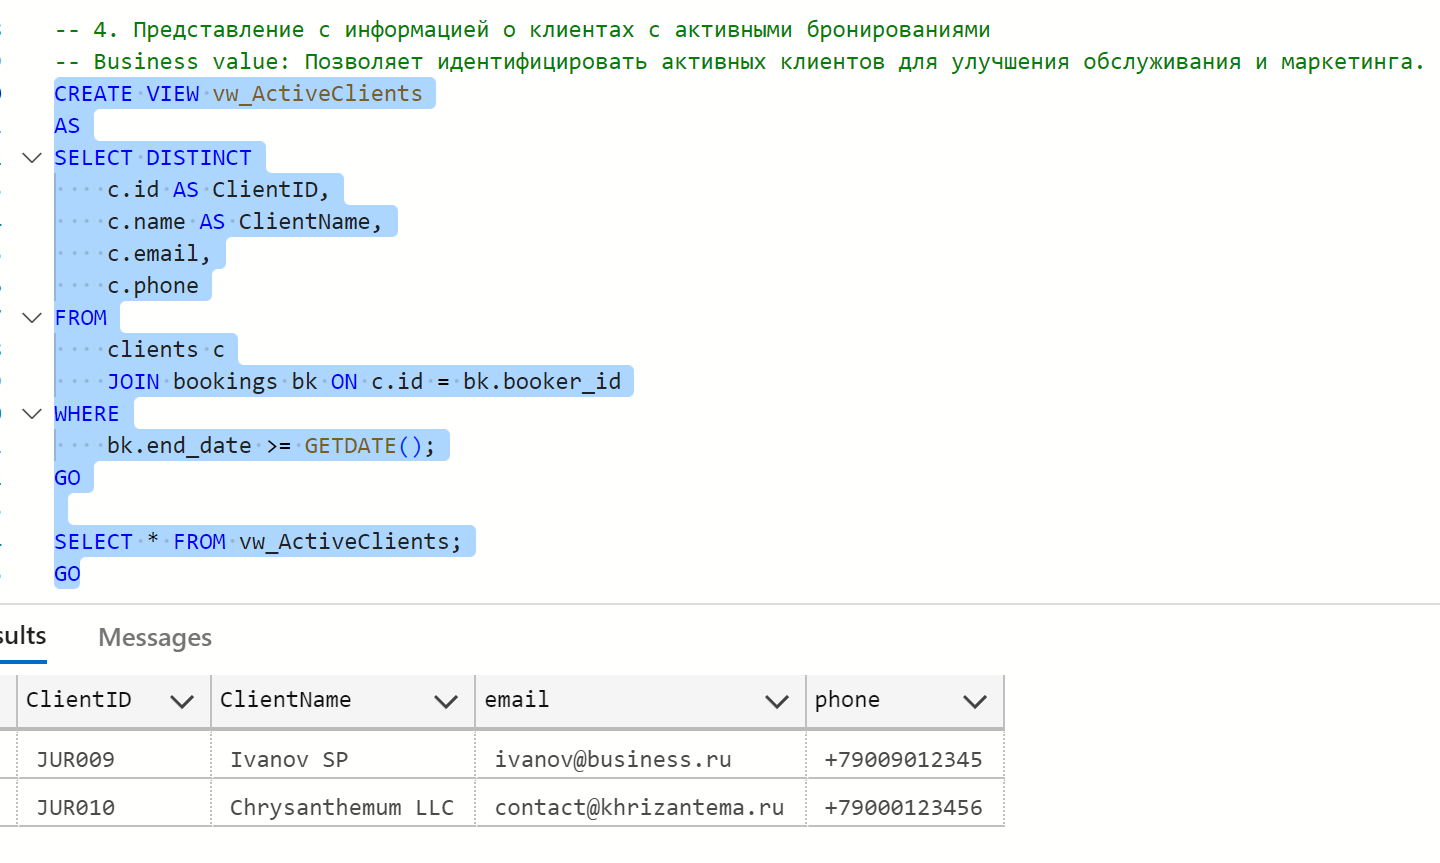 -- 4. Представление с информацией о клиентах с активными бронированиями
-- Business value: Позволяет идентифицировать активных клиентов для улучшения обслуживания и маркетинга.
CREATE VIEW vw_ActiveClients
AS
SELECT DISTINCT
c.id AS ClientID,
c.name AS ClientName,
c.email,
c.phone
FROM
clients c
JOIN bookings bk ON c.id = bk.booker_id
WHERE
bk.end_date >= GETDATE();
GO
SELECT * FROM vw_ActiveClients;
GO
sults Messages
ClientID ClientName email phone
JUR009 Ivanov SP ivanov@business.ru +79009012345
JUR010 Chrysanthemum LLC contact@khrizantema.ru +79000123456